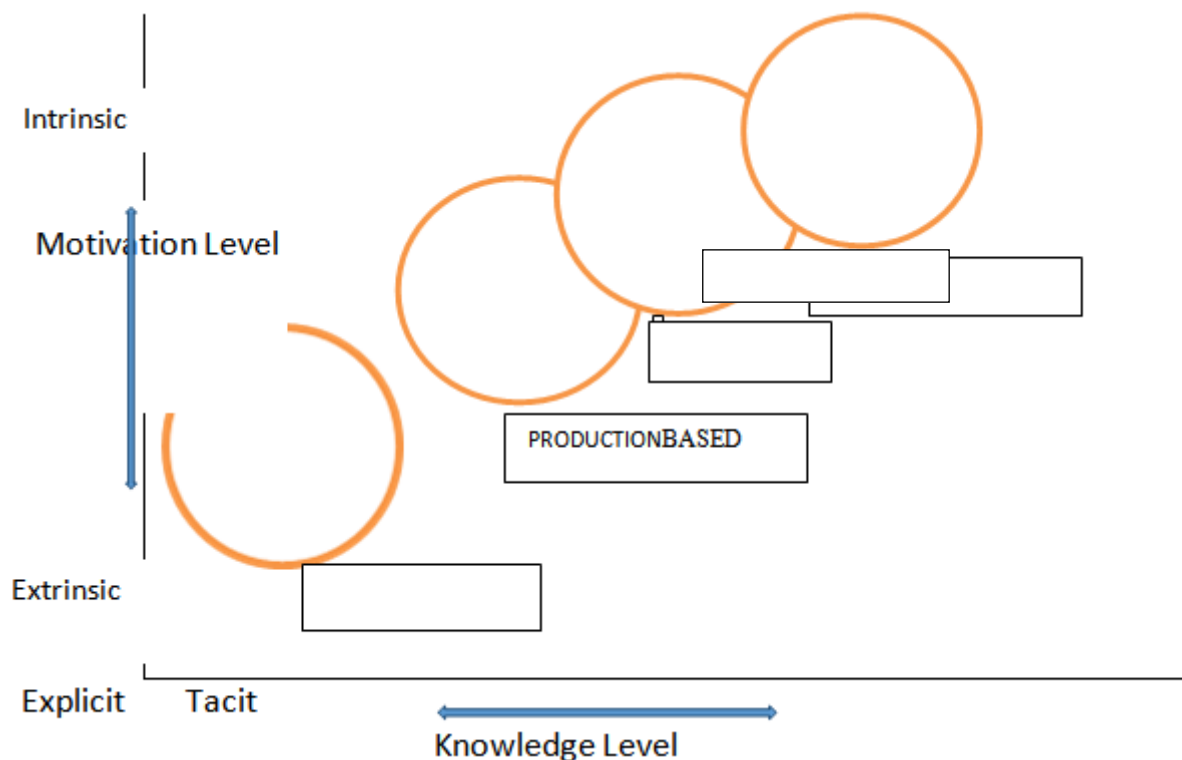 Intrinsic
Motivation Level
PRODUCTIONBASED
Extrinsic
Explicit Tacit
Knowledge Level